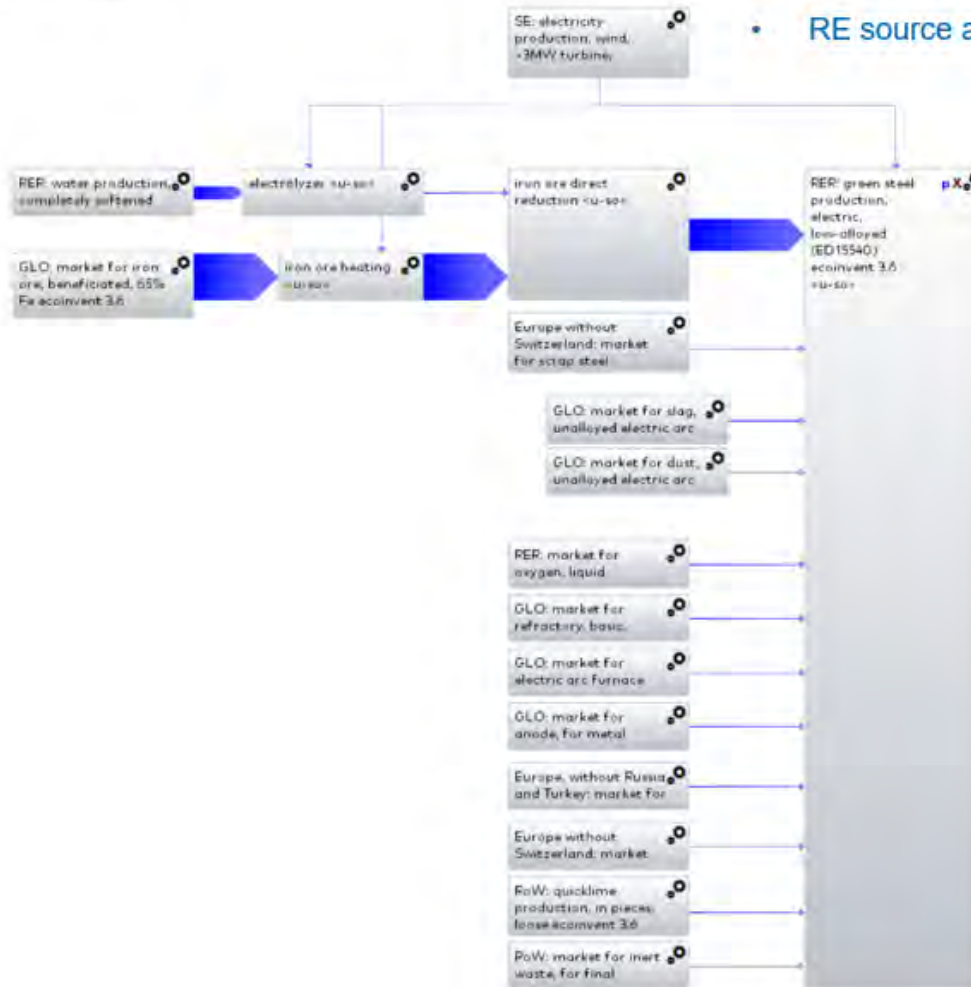 SE: electricity
production, wind,
<3MW turbine,
• RE source a
RER: water production,
completely softened
electrolyzer <u-so>
iron ore direct
reduction <u-so>
RER: green steel
production,
electric,
low-alloyed
(ED15540)
ecoinvent 3.6
<u-so>
pX
GLO: market for iron
ore, beneficiated, 65%
Fe ecoinvent 3.6
iron ore heating
<u-so>
Europe without
Switzerland: market
for scrap steel
GLO: market for slag,
unalloyed electric arc
GLO: market for dust,
unalloyed electric arc
RER: market for
oxygen, liquid
GLO: market for
refractory, basic,
GLO: market for
electric arc furnace
GLO: market for
anode, for metal
Europe, without Russia
and Turkey: market for
Europe without
Switzerland: market
RoW: quicklime
production, in pieces,
loose ecoinvent 3.6
RoW: market for inert
waste, for final